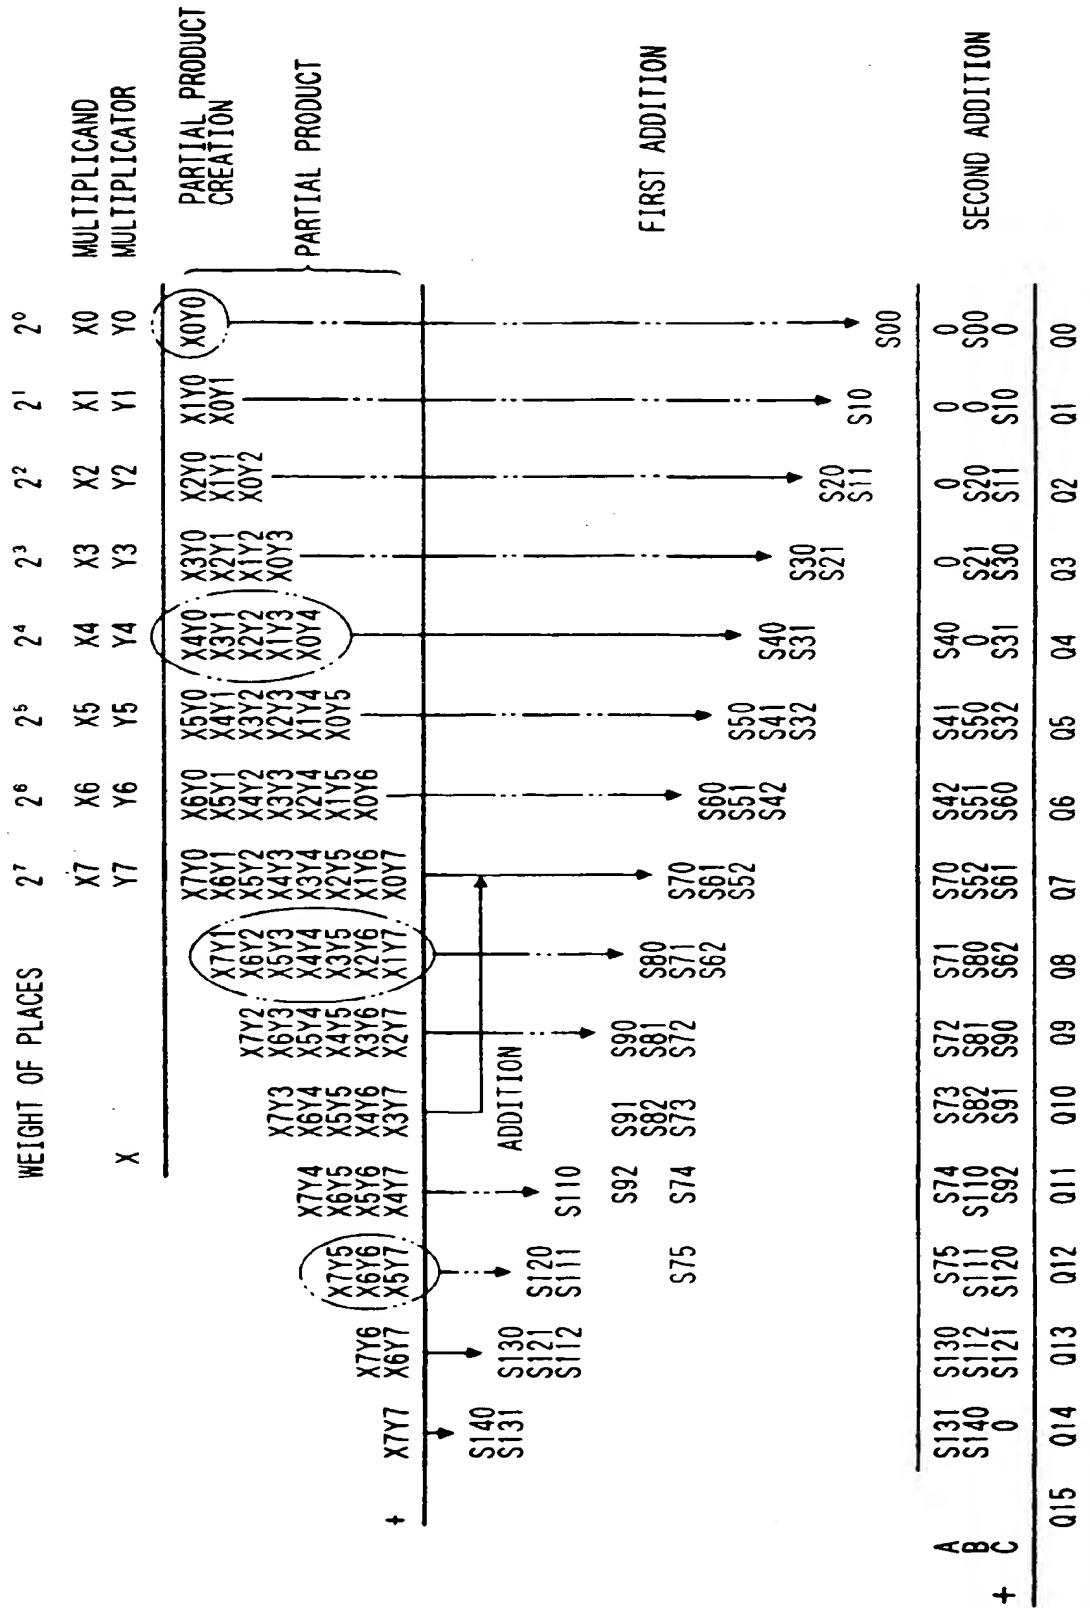 WEIGHT OF PLACES 2⁷ 2⁶ 2⁵ 2⁴ 2³ 2² 2¹ 2⁰
X7 X6 X5 X4 X3 X2 X1 X0 MULTIPLICAND
X Y7 Y6 Y5 Y4 Y3 Y2 Y1 Y0 MULTIPLICATOR
X7Y0 X6Y0 X5Y0 X4Y0 X3Y0 X2Y0 X1Y0 X0Y0 PARTIAL PRODUCT
X7Y1 X6Y1 X5Y1 X4Y1 X3Y1 X2Y1 X1Y1 X0Y1 CREATION
X7Y2 X6Y2 X5Y2 X4Y2 X3Y2 X2Y2 X1Y2 X0Y2
X7Y3 X6Y3 X5Y3 X4Y3 X3Y3 X2Y3 X1Y3 X0Y3
X7Y4 X6Y4 X5Y4 X4Y4 X3Y4 X2Y4 X1Y4 X0Y4 PARTIAL PRODUCT
X7Y5 X6Y5 X5Y5 X4Y5 X3Y5 X2Y5 X1Y5 X0Y5
X7Y6 X6Y6 X5Y6 X4Y6 X3Y6 X2Y6 X1Y6 X0Y6
+ X7Y7 X6Y7 X5Y7 X4Y7 X3Y7 X2Y7 X1Y7 X0Y7
S140
ADDITION
S131 S130
S121 S120
S112 S111 S110
S92 S91 S90
S82 S81 S80
S75 S74 S73 S72 S71 S70
S62 S61 S60
S52 S51 S50
S42 S41 S40
S32 S31 S30
S21 S20
S11 S10
S00
FIRST ADDITION
A S131 S130 S75 S74 S73 S72 S71 S70 S42 S41 S40 0 0 0 0
B S140 S112 S111 S110 S82 S81 S80 S52 S51 S50 0 S21 S20 0 S00
+ C 0 S121 S120 S92 S91 S90 S62 S61 S60 S32 S31 S30 S11 S10 0
SECOND ADDITION
Q15 Q14 Q13 Q12 Q11 Q10 Q9 Q8 Q7 Q6 Q5 Q4 Q3 Q2 Q1 Q0